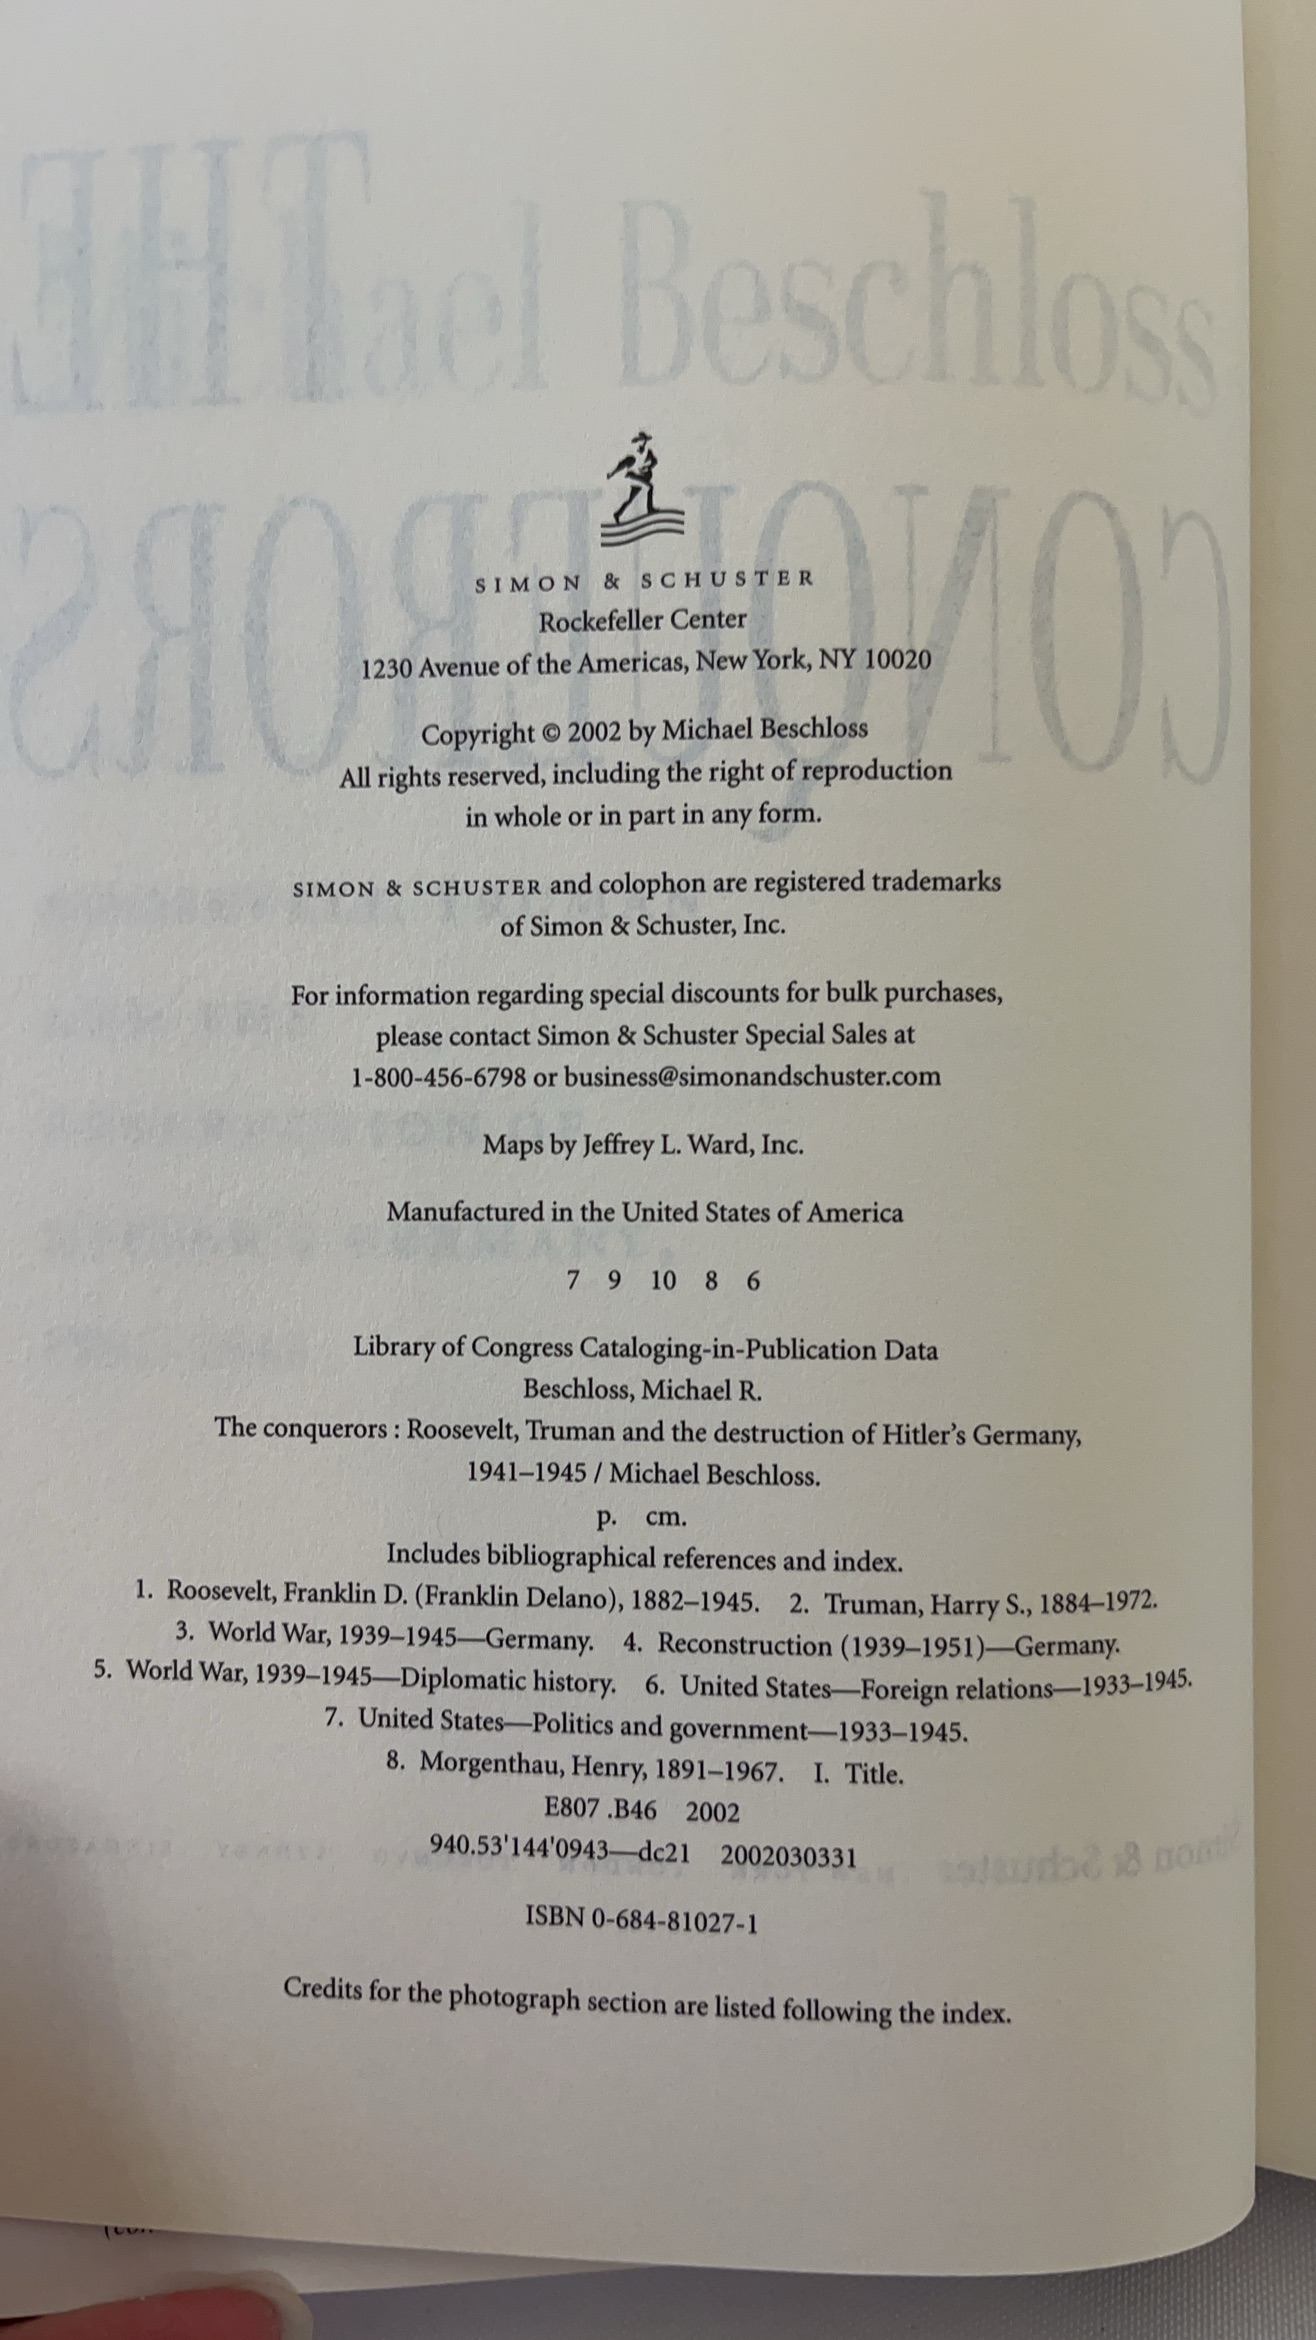 THE
ael Beschloss
CONQUERORS
SIMON & SCHUSTER
Rockefeller Center
1230 Avenue of the Americas, New York, NY 10020
Copyright © 2002 by Michael Beschloss
All rights reserved, including the right of reproduction
in whole or in part in any form.
SIMON & SCHUSTER and colophon are registered trademarks
of Simon & Schuster, Inc.
For information regarding special discounts for bulk purchases,
please contact Simon & Schuster Special Sales at
1-800-456-6798 or business@simonandschuster.com
Maps by Jeffrey L. Ward, Inc.
Manufactured in the United States of America
7 9 10 8 6
Library of Congress Cataloging-in-Publication Data
Beschloss, Michael R.
The conquerors : Roosevelt, Truman and the destruction of Hitler's Germany,
1941–1945 / Michael Beschloss.
p. cm.
Includes bibliographical references and index.
1. Roosevelt, Franklin D. (Franklin Delano), 1882–1945. 2. Truman, Harry S., 1884–1972.
3. World War, 1939–1945—Germany. 4. Reconstruction (1939–1951)—Germany.
5. World War, 1939–1945—Diplomatic history. 6. United States—Foreign relations—1933–1945.
7. United States—Politics and government—1933–1945.
8. Morgenthau, Henry, 1891–1967. I. Title.
E807 .B46 2002
940.53'144'0943—dc21 2002030331
Simon & Schuster
ISBN 0-684-81027-1
Credits for the photograph section are listed following the index.